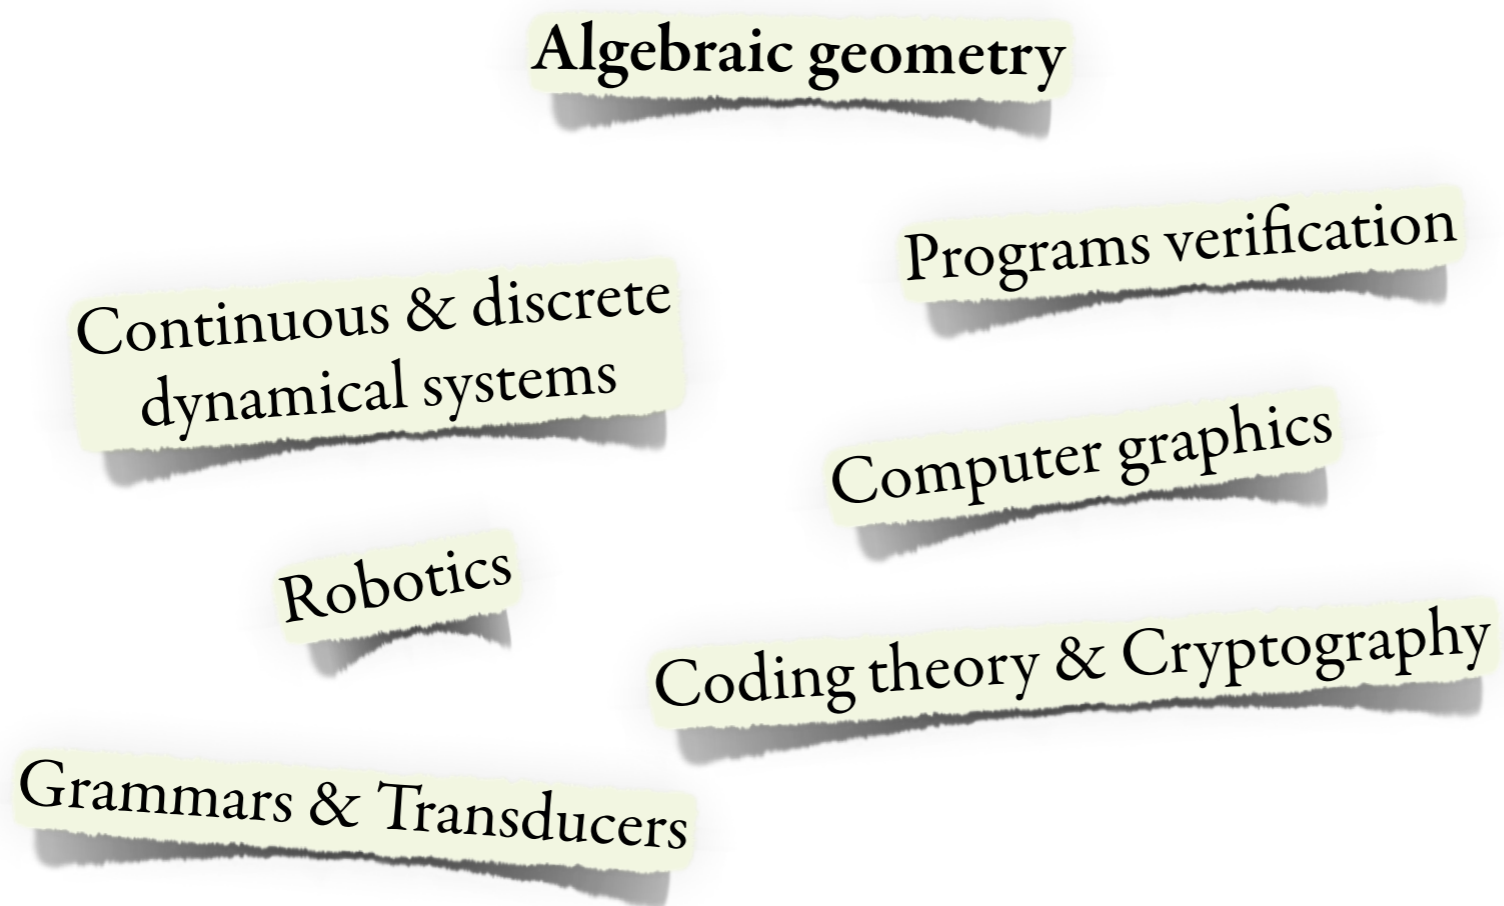 Algebraic geometry
Programs verification
Continuous & discrete
dynamical systems
Computer graphics
Robotics
Coding theory & Cryptography
Grammars & Transducers